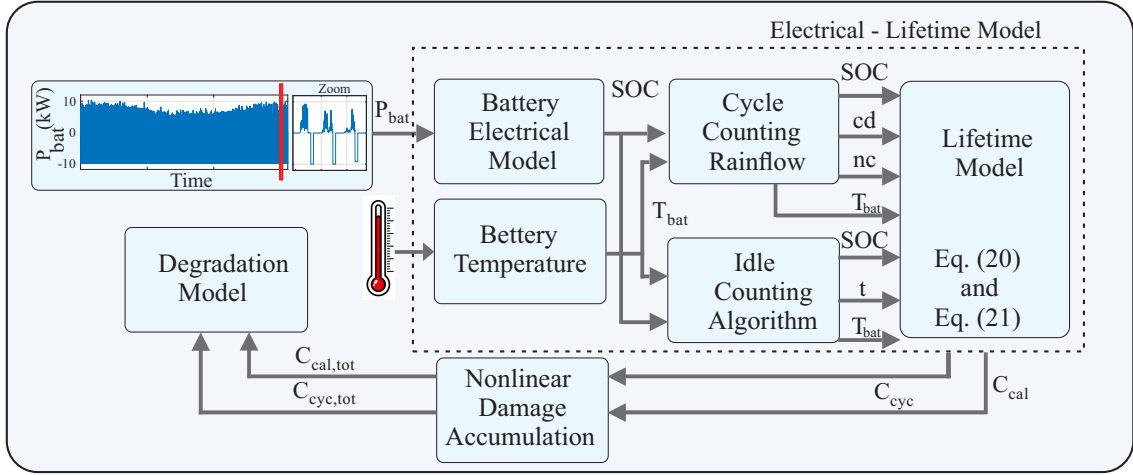 Electrical - Lifetime Model
Zoom
10
0
-10
P_bat (kW)
Time
P_bat
Battery
Electrical
Model
SOC
Cycle
Counting
Rainflow
SOC
cd
nc
T_bat
Lifetime
Model
Eq. (20)
and
Eq. (21)
Bettery
Temperature
T_bat
Idle
Counting
Algorithm
SOC
t
T_bat
Degradation
Model
C_cal,tot
C_cyc,tot
Nonlinear
Damage
Accumulation
C_cyc
C_cal